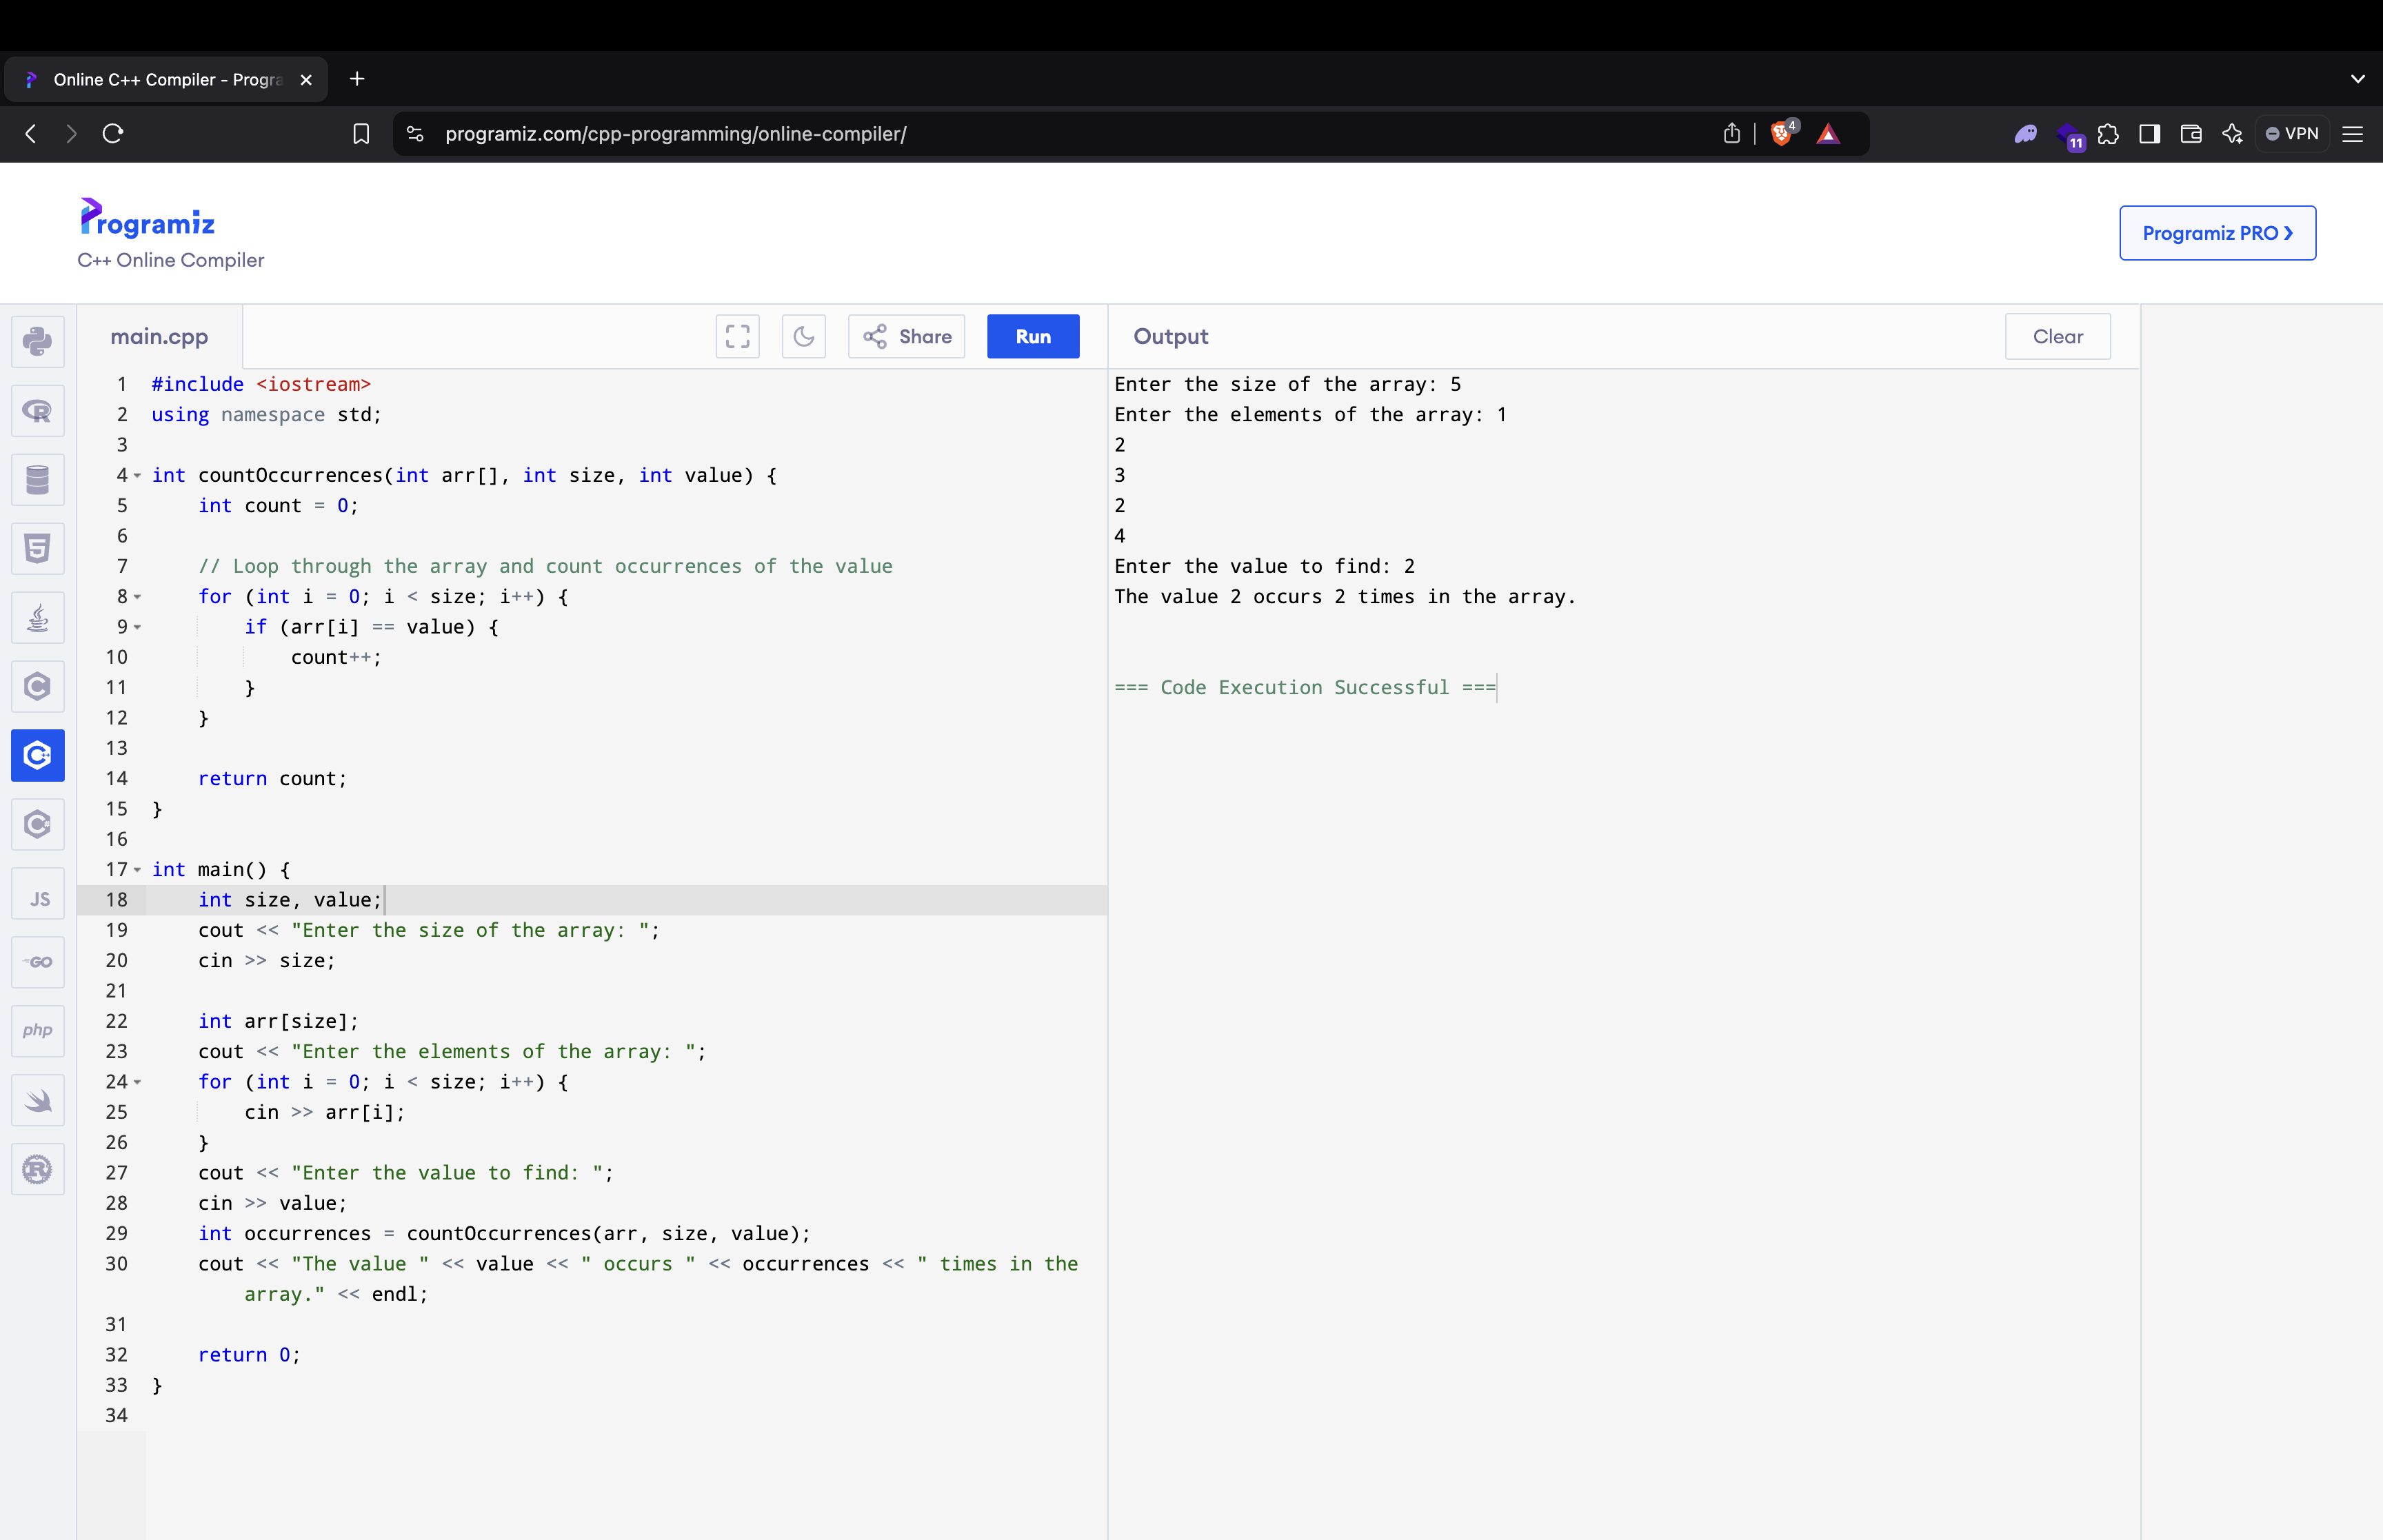 Online C++ Compiler - Progra
programiz.com/cpp-programming/online-compiler/
4
11
VPN
Programiz
C++ Online Compiler
Programiz PRO ❯
main.cpp
Share
Run
Output
Clear
1 #include <iostream>
2 using namespace std;
3
4 int countOccurrences(int arr[], int size, int value) {
5     int count = 0;
6
7     // Loop through the array and count occurrences of the value
8     for (int i = 0; i < size; i++) {
9         if (arr[i] == value) {
10             count++;
11         }
12     }
13
14     return count;
15 }
16
17 int main() {
18     int size, value;
19     cout << "Enter the size of the array: ";
20     cin >> size;
21
22     int arr[size];
23     cout << "Enter the elements of the array: ";
24     for (int i = 0; i < size; i++) {
25         cin >> arr[i];
26     }
27     cout << "Enter the value to find: ";
28     cin >> value;
29     int occurrences = countOccurrences(arr, size, value);
30     cout << "The value " << value << " occurs " << occurrences << " times in the
array." << endl;
31
32     return 0;
33 }
34
Enter the size of the array: 5
Enter the elements of the array: 1
2
3
2
4
Enter the value to find: 2
The value 2 occurs 2 times in the array.
=== Code Execution Successful ===
R
5
C
C
C
JS
GO
php
R